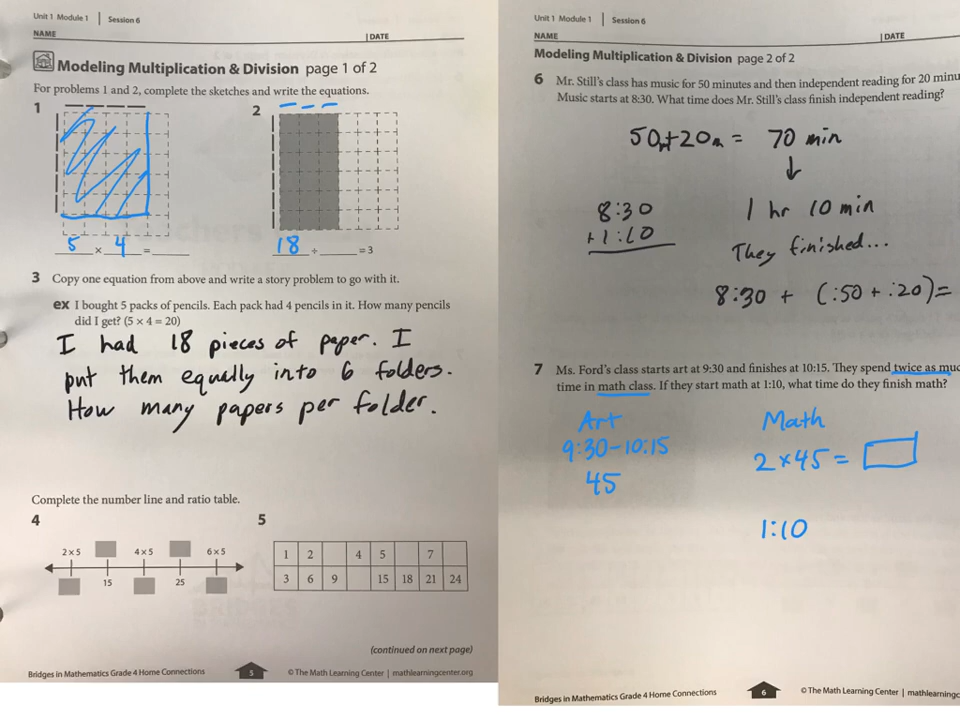 Unit 1 Module 1 | Session 6
NAME | DATE
Modeling Multiplication & Division page 1 of 2
For problems 1 and 2, complete the sketches and write the equations.
1
2
5 × 4 = ______
18 ÷ ______ = 3
3 Copy one equation from above and write a story problem to go with it.
ex I bought 5 packs of pencils. Each pack had 4 pencils in it. How many pencils
did I get? (5 × 4 = 20)
I had 18 pieces of paper. I
put them equally into 6 folders.
How many papers per folder.
Complete the number line and ratio table.
4
2 x 5 4 x 5 6 x 5
15 25
5
1 2 4 5 7
3 6 9 15 18 21 24
(continued on next page)
Bridges in Mathematics Grade 4 Home Connections 5 © The Math Learning Center | mathlearningcenter.org
Unit 1 Module 1 | Session 6
NAME | DATE
Modeling Multiplication & Division page 2 of 2
6 Mr. Still's class has music for 50 minutes and then independent reading for 20 minu
Music starts at 8:30. What time does Mr. Still's class finish independent reading?
50m+20m = 70 min
↓
1 hr 10 min
8:30
+1:10
They finished...
8:30 + (:50 + :20)=
7 Ms. Ford's class starts art at 9:30 and finishes at 10:15. They spend twice as muc
time in math class. If they start math at 1:10, what time do they finish math?
Art
9:30-10:15
45
Math
2 x 45 =
1:10
Bridges in Mathematics Grade 4 Home Connections 6 © The Math Learning Center | mathlearningc